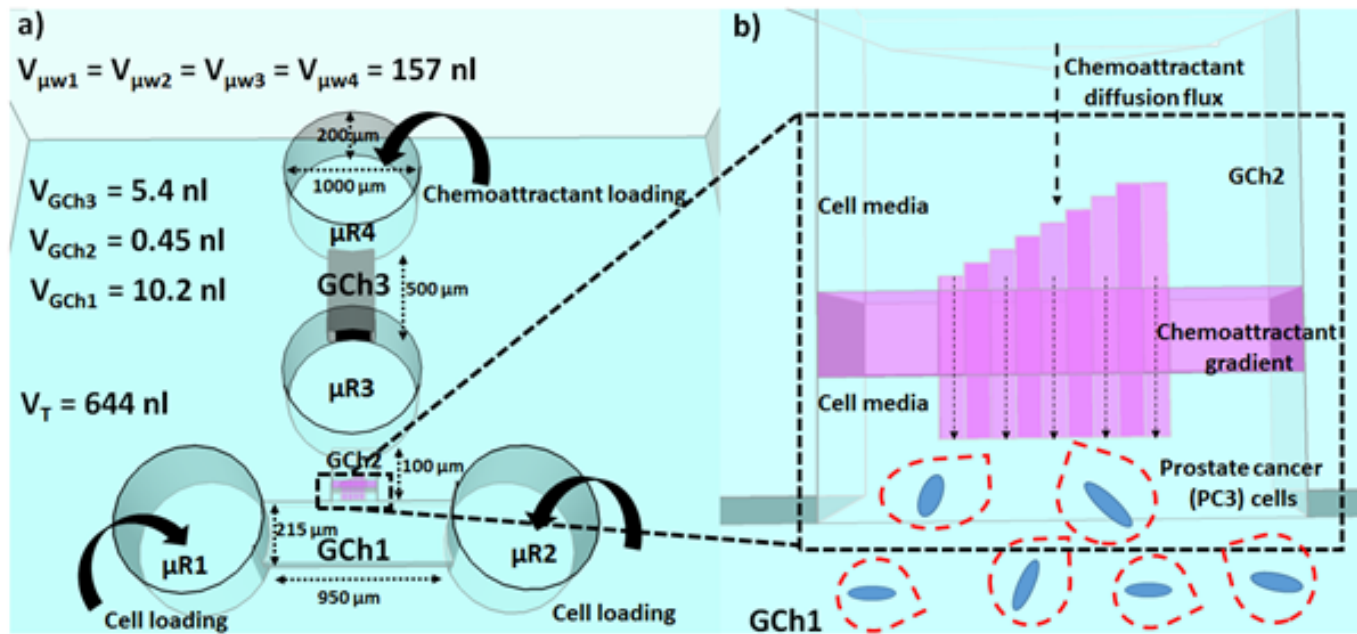 a)
V_μw1 = V_μw2 = V_μw3 = V_μw4 = 157 nl
200 μm
1000 μm
Chemoattractant loading
V_GCh3 = 5.4 nl
V_GCh2 = 0.45 nl
V_GCh1 = 10.2 nl
μR4
GCh3
500 μm
μR3
V_T = 644 nl
GCh2
100 μm
215 μm
GCh1
μR1
μR2
950 μm
Cell loading
Cell loading
b)
Chemoattractant
diffusion flux
GCh2
Cell media
Chemoattractant
gradient
Cell media
Prostate cancer
(PC3) cells
GCh1